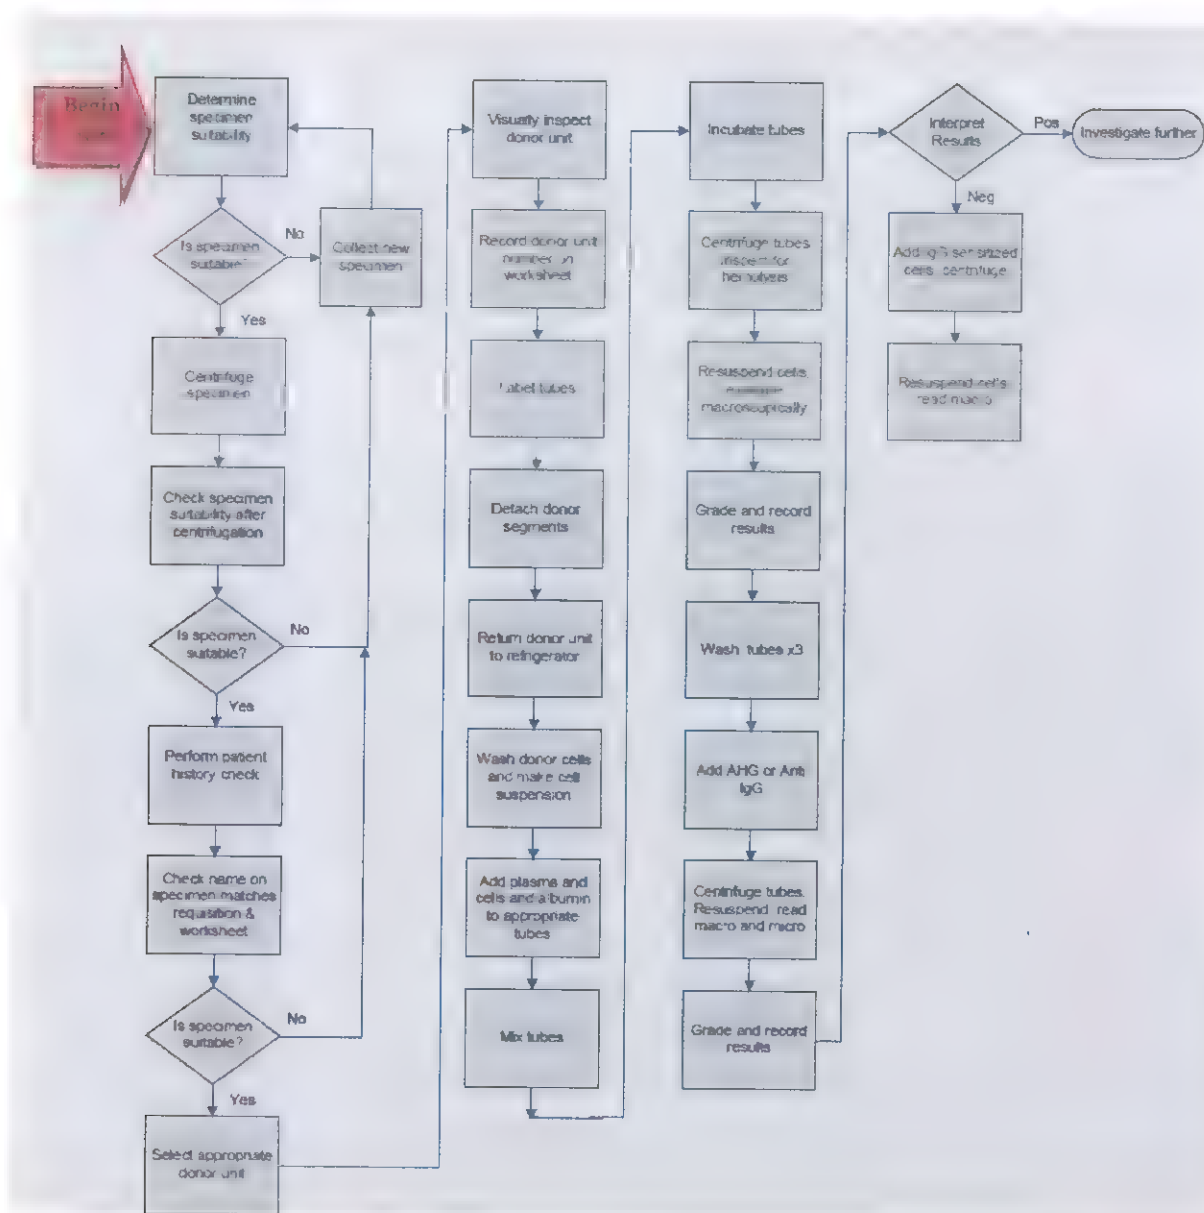 Begin
Determine
specimen
suitability
Is specimen
suitable?
No
Collect new
specimen
Yes
Centrifuge
specimen
Check specimen
suitability after
centrifugation
Is specimen
suitable?
No
Yes
Perform patient
history check
Check name on
specimen matches
requisition &
worksheet
Is specimen
suitable?
No
Yes
Select appropriate
donor unit
Visually inspect
donor unit
Record donor unit
number in
worksheet
Label tubes
Detach donor
segments
Return donor unit
to refrigerator
Wash donor cells
and make cell
suspension
Add plasma and
cells and albumin
to appropriate
tubes
Mix tubes
Incubate tubes
Centrifuge tubes
inspect for
hemolysis
Resuspend cells
macroscopically
Grade and record
results
Wash tubes x3
Add AHG or Anti
IgG
Centrifuge tubes.
Resuspend read
macro and micro
Grade and record
results
Interpret
Results
Pos
Investigate further
Neg
Add IgG sensitized
cells, centrifuge
Resuspend cells
read macro